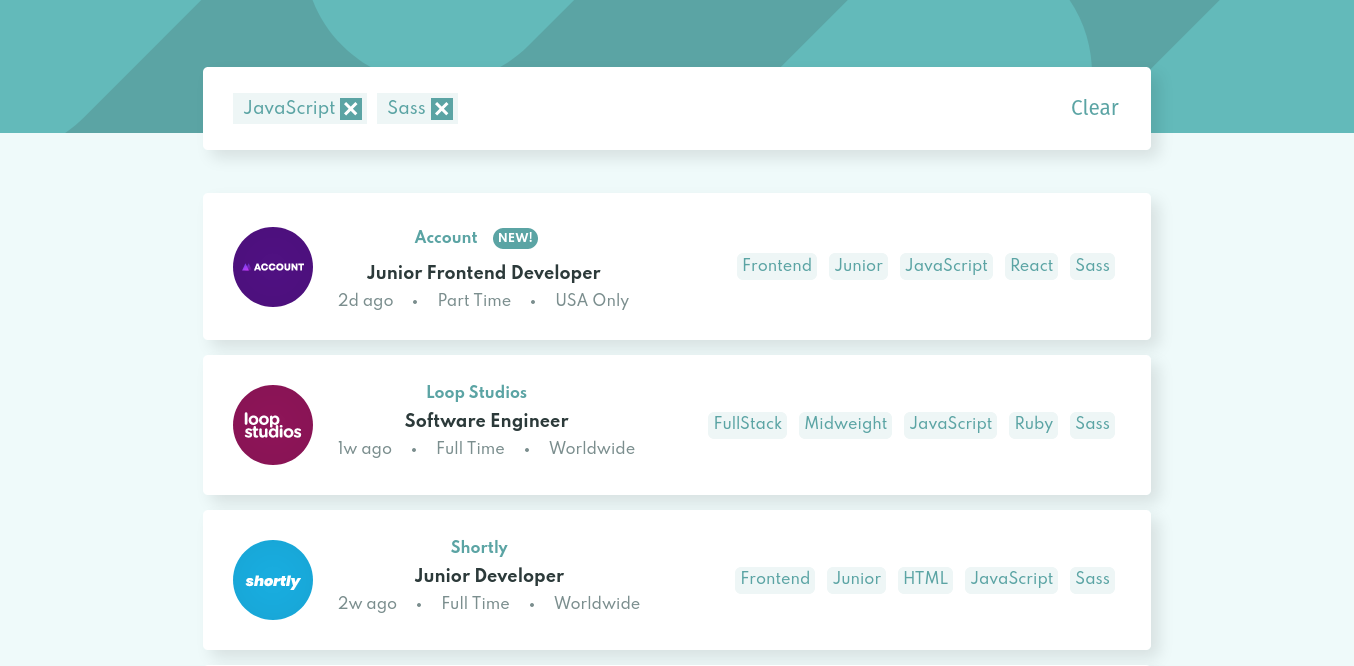 JavaScript Sass Clear
Account NEW!
ACCOUNT
Junior Frontend Developer
2d ago • Part Time • USA Only
Frontend Junior JavaScript React Sass
Loop Studios
loop
studios
Software Engineer
1w ago • Full Time • Worldwide
FullStack Midweight JavaScript Ruby Sass
Shortly
shortly
Junior Developer
2w ago • Full Time • Worldwide
Frontend Junior HTML JavaScript Sass